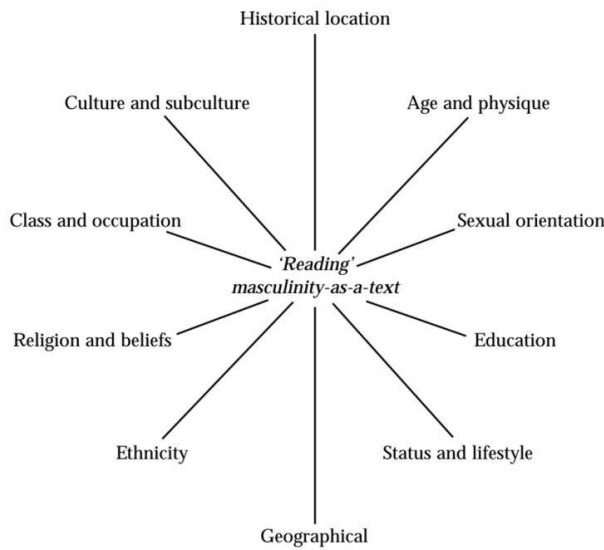 Historical location
Culture and subculture
Age and physique
Class and occupation
Sexual orientation
‘Reading’
masculinity-as-a-text
Religion and beliefs
Education
Ethnicity
Status and lifestyle
Geographical